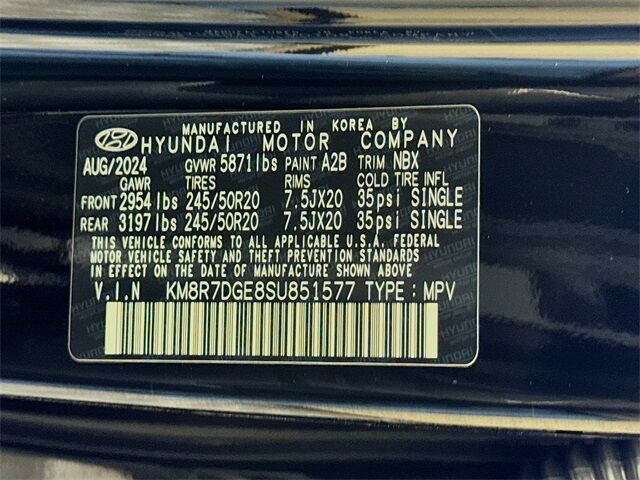 MANUFACTURED IN KOREA BY
HYUNDAI MOTOR COMPANY
AUG/2024 GVWR 5871lbs PAINT A2B TRIM NBX
GAWR TIRES RIMS COLD TIRE INFL
FRONT 2954lbs 245/50R20 7.5JX20 35psi SINGLE
REAR 3197lbs 245/50R20 7.5JX20 35psi SINGLE
THIS VEHICLE CONFORMS TO ALL APPLICABLE U.S.A. FEDERAL
MOTOR VEHICLE SAFETY AND THEFT PREVENTION STANDARDS
IN EFFECT ON THE DATE OF MANUFACTURE SHOWN ABOVE.
V.I.N KM8R7DGE8SU851577 TYPE : MPV